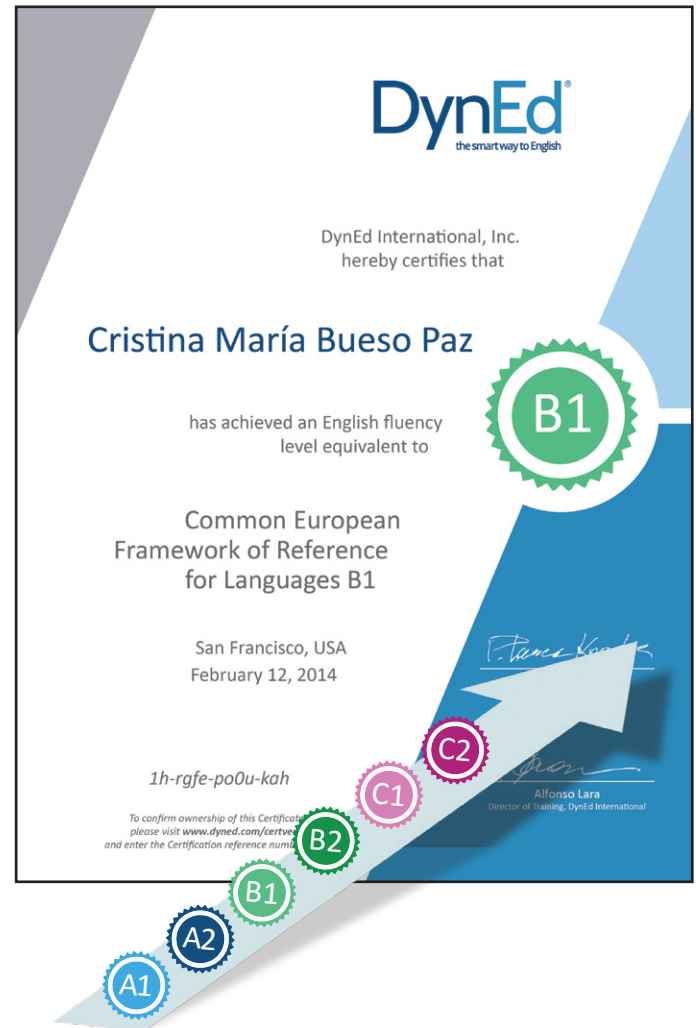 DynEd®
the smart way to English
DynEd International, Inc.
hereby certifies that
Cristina María Bueso Paz
B1
has achieved an English fluency
level equivalent to
Common European
Framework of Reference
for Languages B1
San Francisco, USA
February 12, 2014
1h-rgfe-po0u-kah
To confirm ownership of this Certificate
please visit www.dyned.com/certve
and enter the Certification reference num
Alfonso Lara
Director of Training, DynEd International
C2
C1
B2
B1
A2
A1